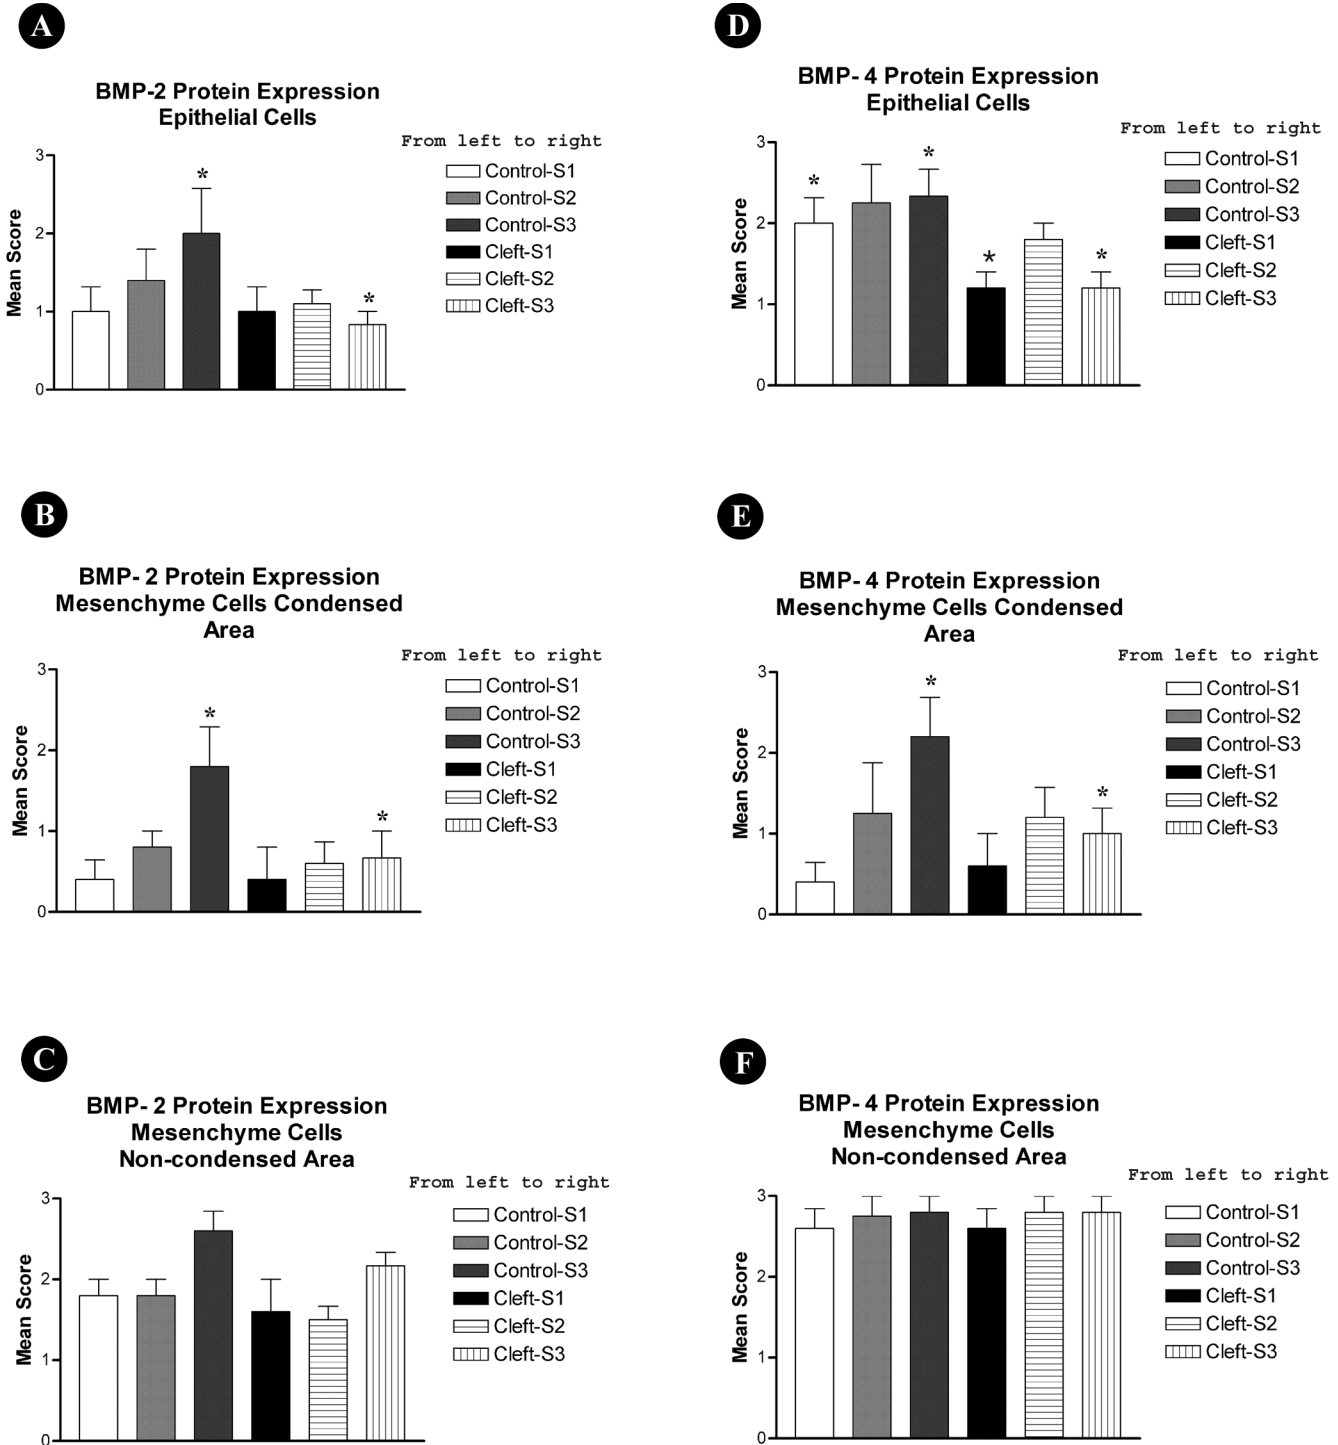 A
BMP-2 Protein Expression
Epithelial Cells
From left to right
Mean Score
3
2
1
0
*
*
Control-S1
Control-S2
Control-S3
Cleft-S1
Cleft-S2
Cleft-S3
D
BMP- 4 Protein Expression
Epithelial Cells
From left to right
Mean Score
3
2
1
0
*
*
*
*
Control-S1
Control-S2
Control-S3
Cleft-S1
Cleft-S2
Cleft-S3
B
BMP- 2 Protein Expression
Mesenchyme Cells Condensed
Area
From left to right
Mean Score
3
2
1
0
*
*
Control-S1
Control-S2
Control-S3
Cleft-S1
Cleft-S2
Cleft-S3
E
BMP- 4 Protein Expression
Mesenchyme Cells Condensed
Area
From left to right
Mean Score
3
2
1
0
*
*
Control-S1
Control-S2
Control-S3
Cleft-S1
Cleft-S2
Cleft-S3
C
BMP- 2 Protein Expression
Mesenchyme Cells
Non-condensed Area
From left to right
Mean Score
3
2
1
0
Control-S1
Control-S2
Control-S3
Cleft-S1
Cleft-S2
Cleft-S3
F
BMP- 4 Protein Expression
Mesenchyme Cells
Non-condensed Area
From left to right
Mean Score
3
2
1
0
Control-S1
Control-S2
Control-S3
Cleft-S1
Cleft-S2
Cleft-S3